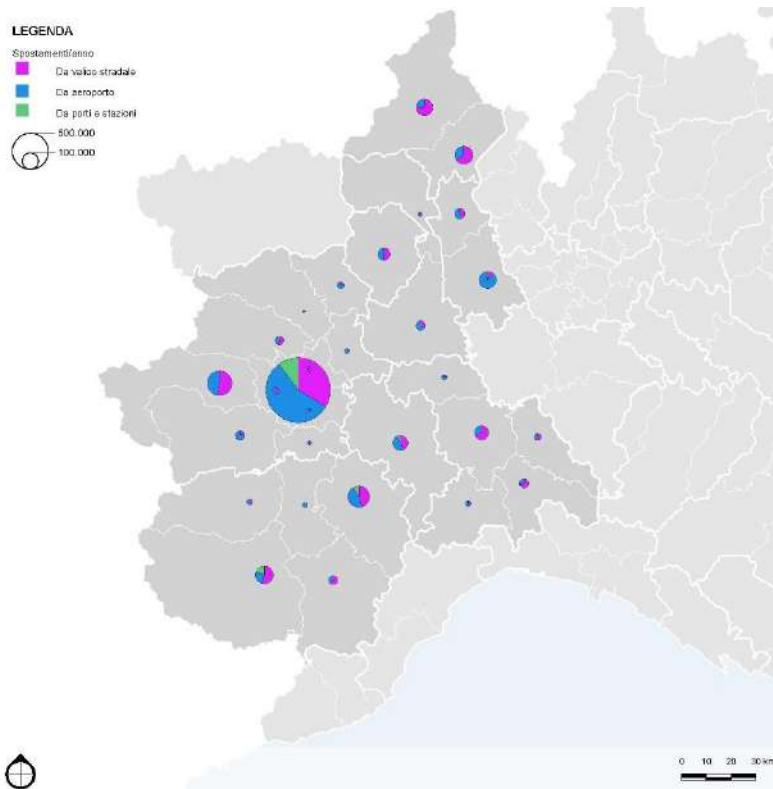 LEGENDA
Spostamenti/anno
Da valico stradale
Da aeroporto
Da porti e stazioni
500.000
100.000
0 10 20 30 km